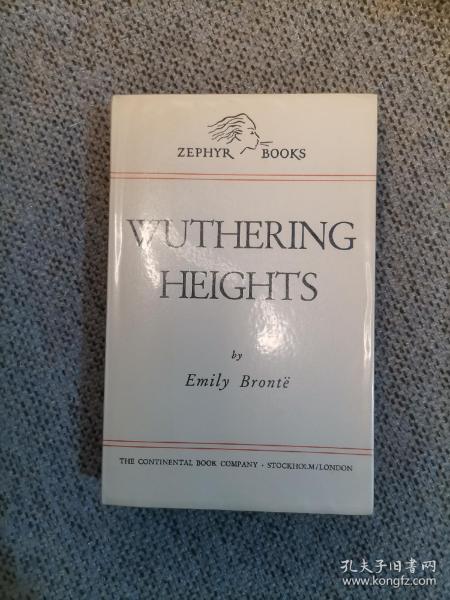 ZEPHYR BOOKS
WUTHERING
HEIGHTS
by
Emily Brontë
THE CONTINENTAL BOOK COMPANY · STOCKHOLM/LONDON
孔夫子旧书网
www.kongfz.com